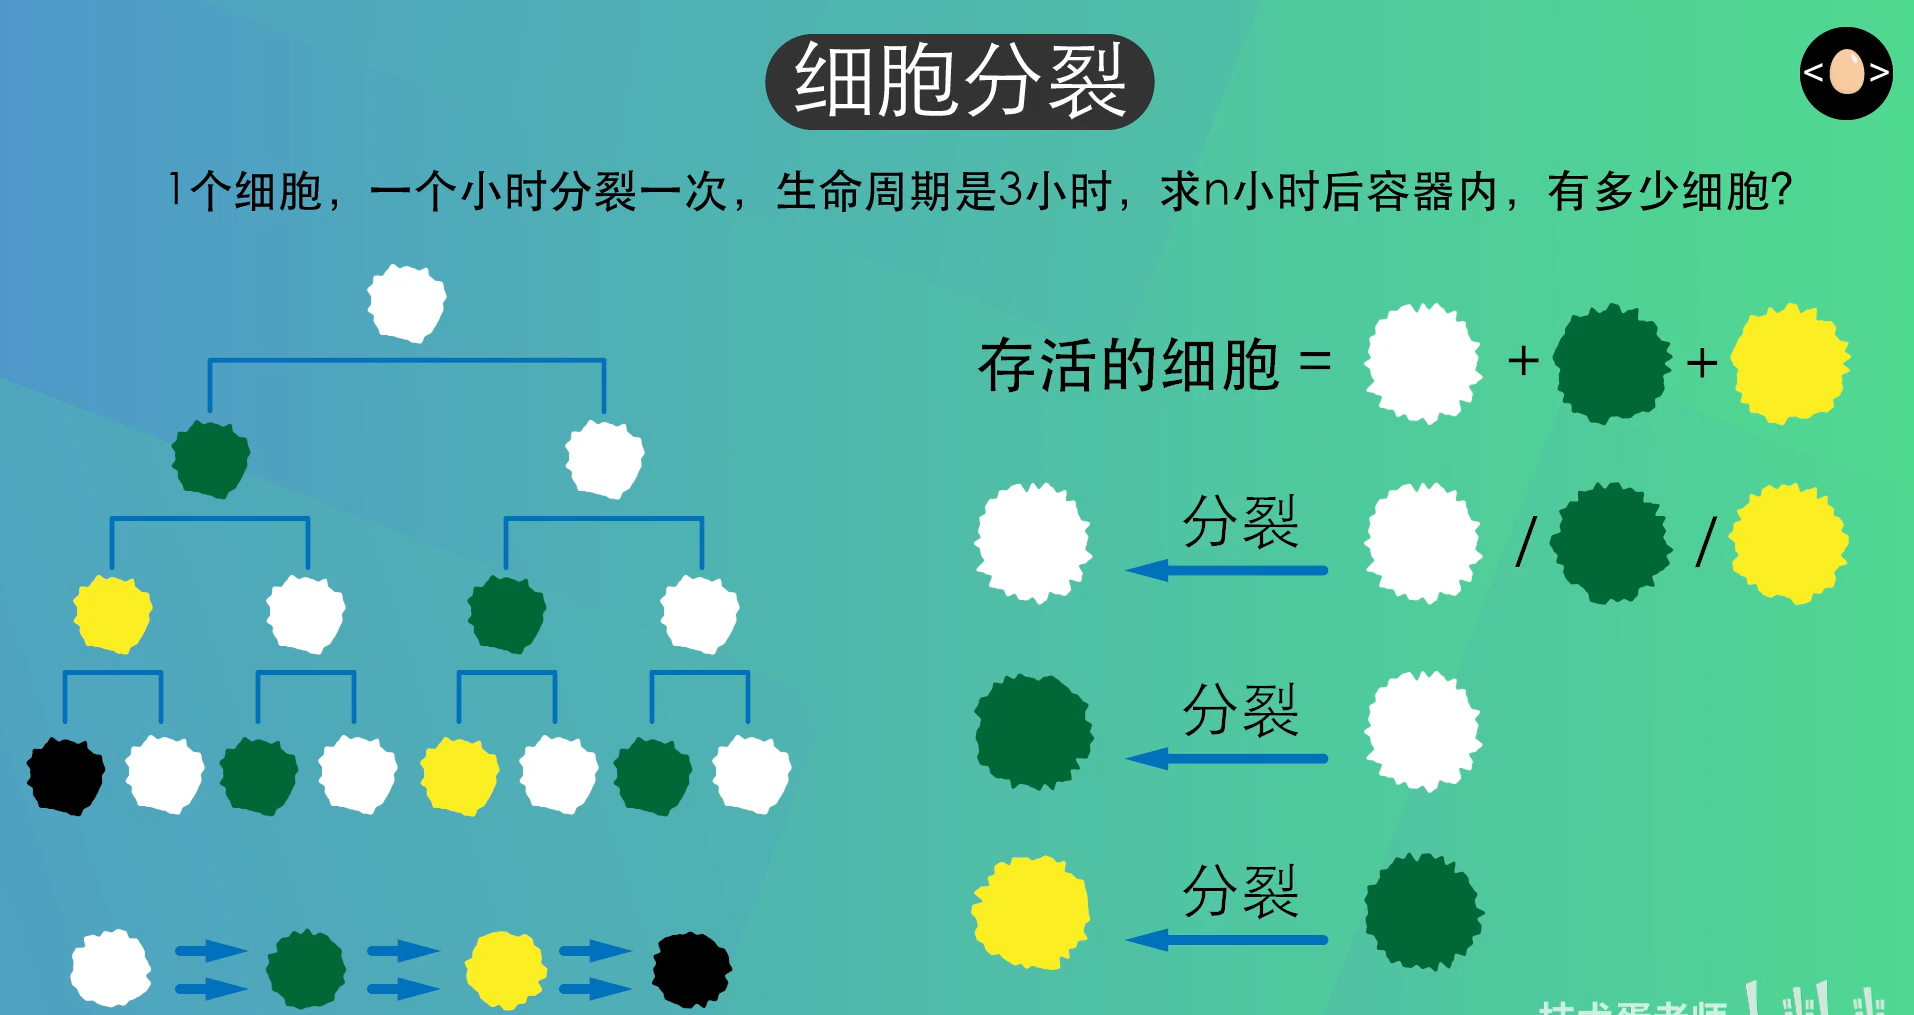 细胞分裂
< >
1个细胞，一个小时分裂一次，生命周期是3小时，求n小时后容器内，有多少细胞？
存活的细胞 = + +
分裂 / /
分裂
分裂